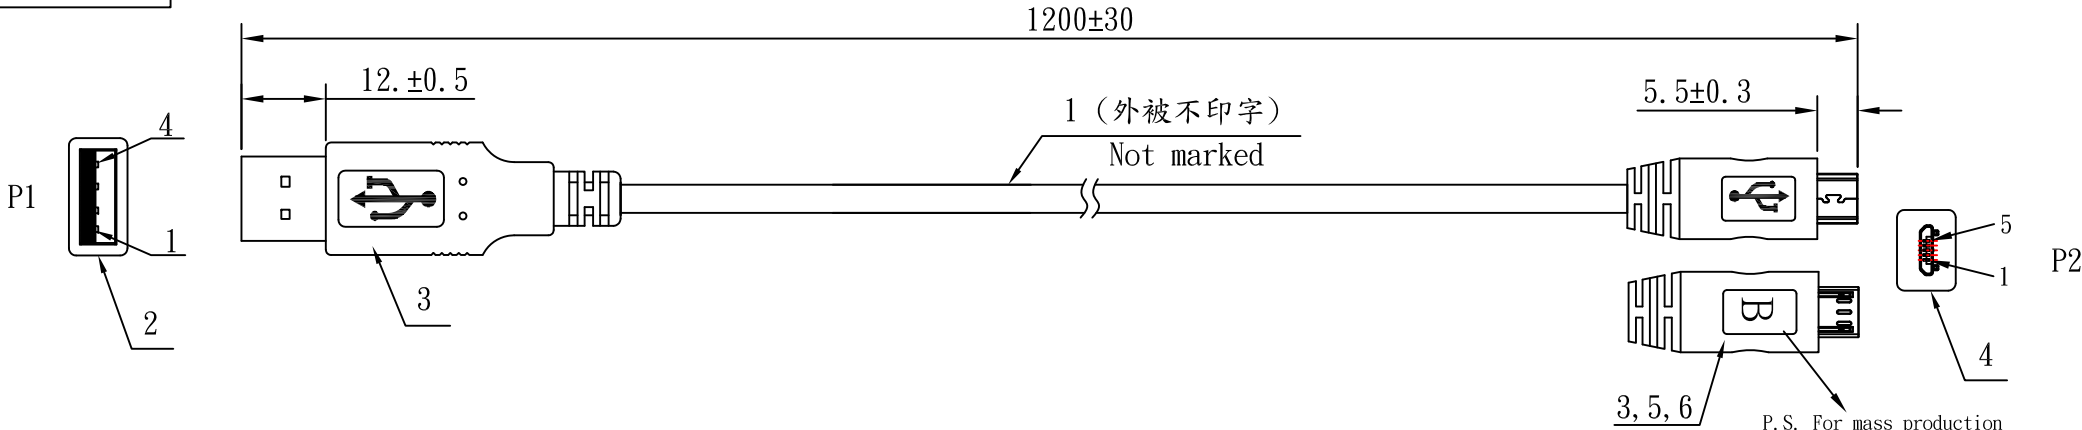 1200±30
12.±0.5
5.5±0.3
1 (外被不印字)
Not marked
4
P1
1
2
3
5
1
P2
B
4
3,5,6
P.S. For mass production